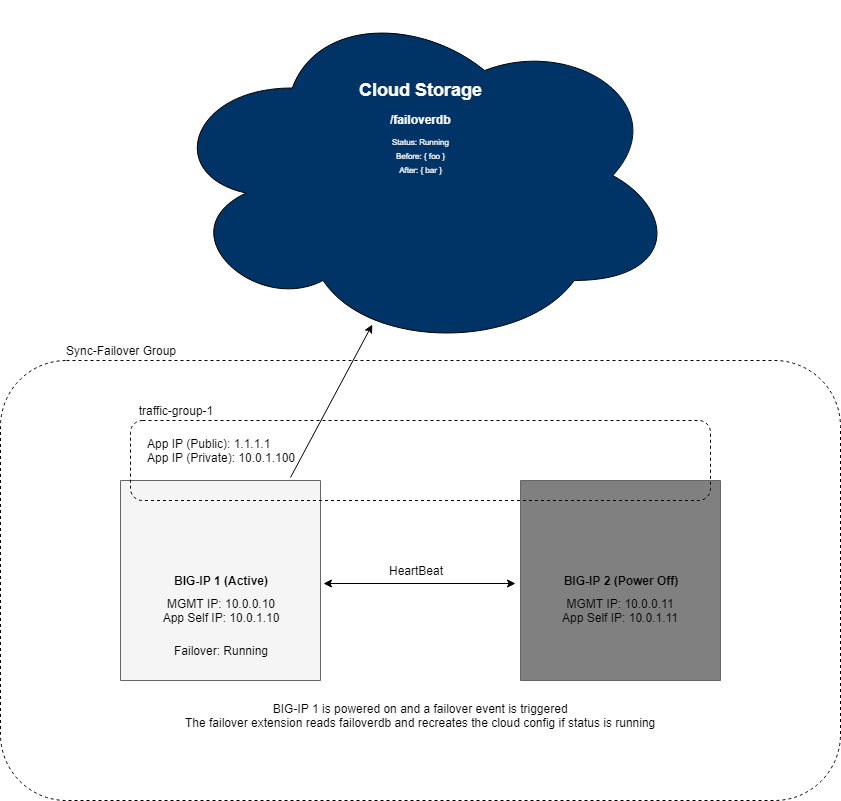 Cloud Storage
/failoverdb
Status: Running
Before: { foo }
After: { bar }
Sync-Failover Group
traffic-group-1
App IP (Public): 1.1.1.1
App IP (Private): 10.0.1.100
HeartBeat
BIG-IP 1 (Active)
MGMT IP: 10.0.0.10
App Self IP: 10.0.1.10
Failover: Running
BIG-IP 2 (Power Off)
MGMT IP: 10.0.0.11
App Self IP: 10.0.1.11
BIG-IP 1 is powered on and a failover event is triggered
The failover extension reads failoverdb and recreates the cloud config if status is running